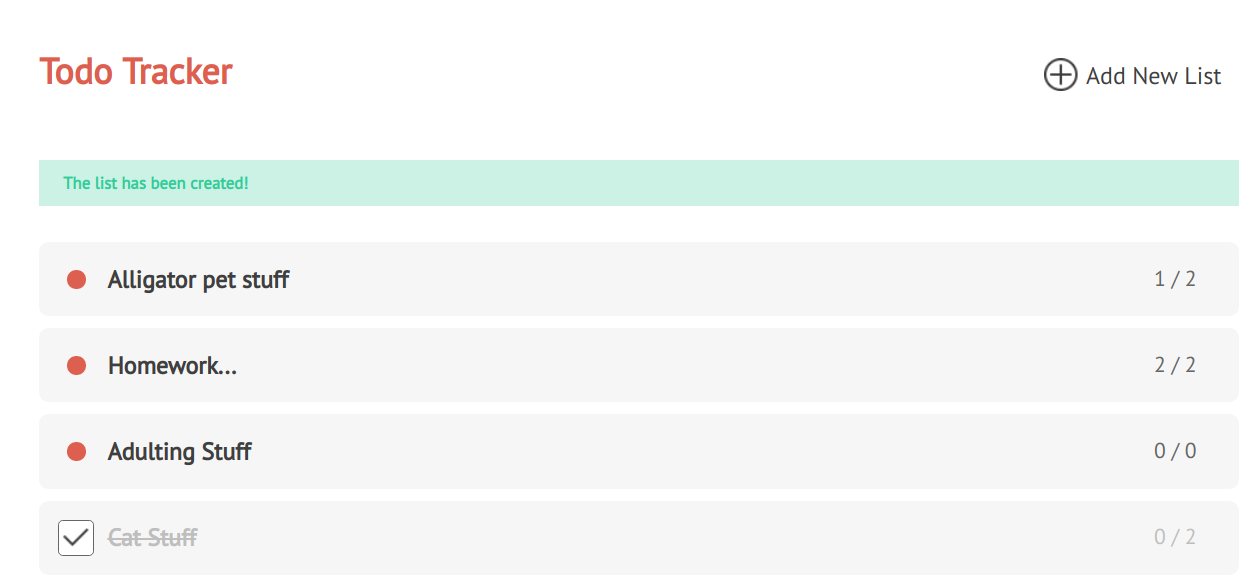 Todo Tracker
Add New List
The list has been created!
Alligator pet stuff 1 / 2
Homework... 2 / 2
Adulting Stuff 0 / 0
Cat Stuff 0 / 2